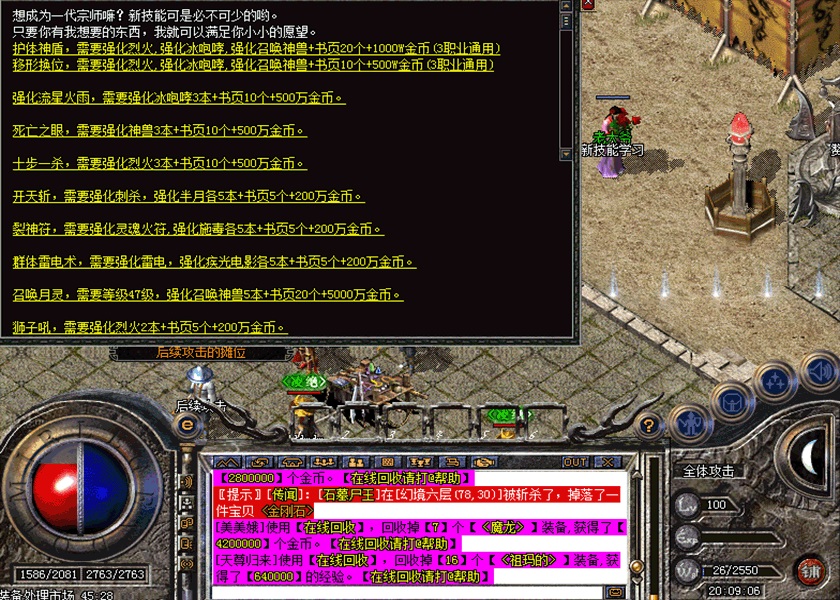 想成为一代宗师嘛？新技能可是必不可少的哟。
只要你有我想要的东西，我就可以满足你小小的愿望。
护体神盾，需要强化烈火,强化冰咆哮,强化召唤神兽+书页20个+1000W金币(3职业通用)
移形换位，需要强化烈火,强化冰咆哮,强化召唤神兽+书页10个+500W金币(3职业通用)
强化流星火雨，需要强化冰咆哮3本+书页10个+500万金币。
死亡之眼，需要强化神兽3本+书页10个+500万金币。
十步一杀，需要强化烈火3本+书页10个+500万金币。
开天斩，需要强化刺杀，强化半月各5本+书页5个+200万金币。
裂神符，需要强化灵魂火符,强化施毒各5本+书页5个+200万金币。
群体雷电术，需要强化雷电，强化疾光电影各5本+书页5个+200万金币。
召唤月灵，需要等级47级，强化召唤神兽5本+书页20个+5000万金币。
狮子吼，需要强化烈火2本+书页5个+200万金币。
老大爷
新技能学习
后续攻击的摊位
后续攻击
OUT
【2800000】个金币。【在线回收请打@帮助】
〖提示〗[传闻]：[石墓尸王]在[幻境六层(78,30)]被斩杀了，掉落了一
件宝贝《金刚石》
[美美娥]使用【在线回收】，回收掉【7】个【《魔龙》】装备,获得了【
4200000】个金币。【在线回收请打@帮助】
[天尊归来]使用【在线回收】，回收掉【16】个【《祖玛的》】装备,获
得了【640000】的经验。【在线回收请打@帮助】
全体攻击
Lv 100
Exp
Wp 26/2550
20:09:06
1586/2081 2763/2763
装备处理市场 45:28